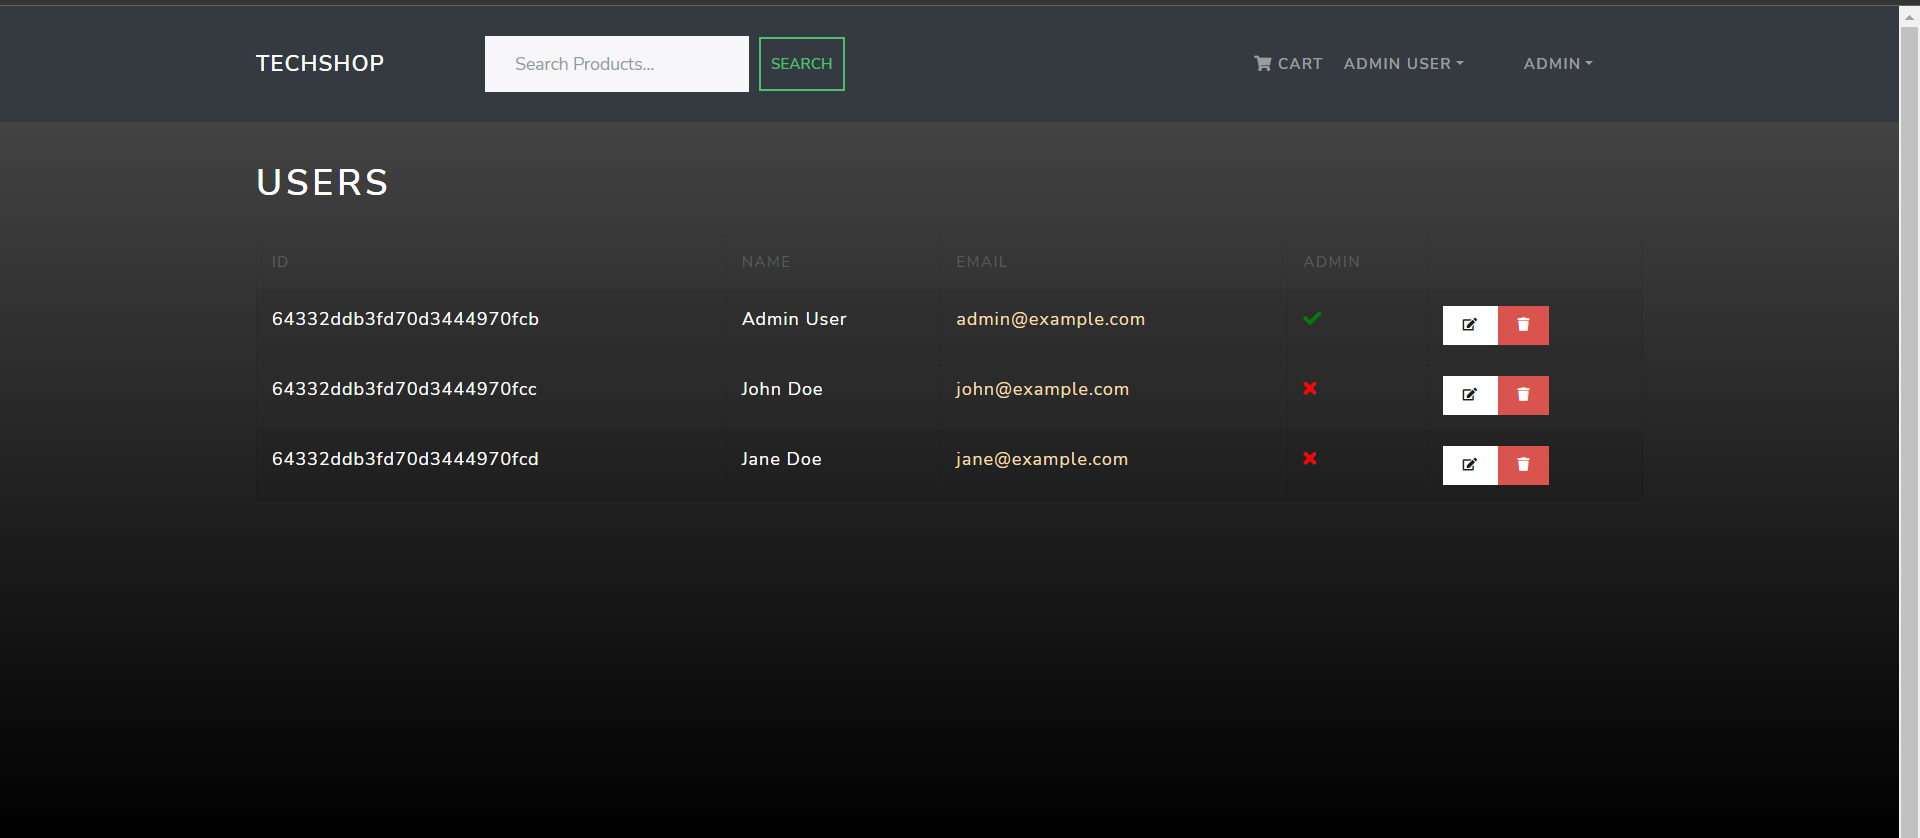 TECHSHOP Search Products... SEARCH CART ADMIN USER ADMIN
USERS
ID NAME EMAIL ADMIN
64332ddb3fd70d3444970fcb Admin User admin@example.com
64332ddb3fd70d3444970fcc John Doe john@example.com
64332ddb3fd70d3444970fcd Jane Doe jane@example.com